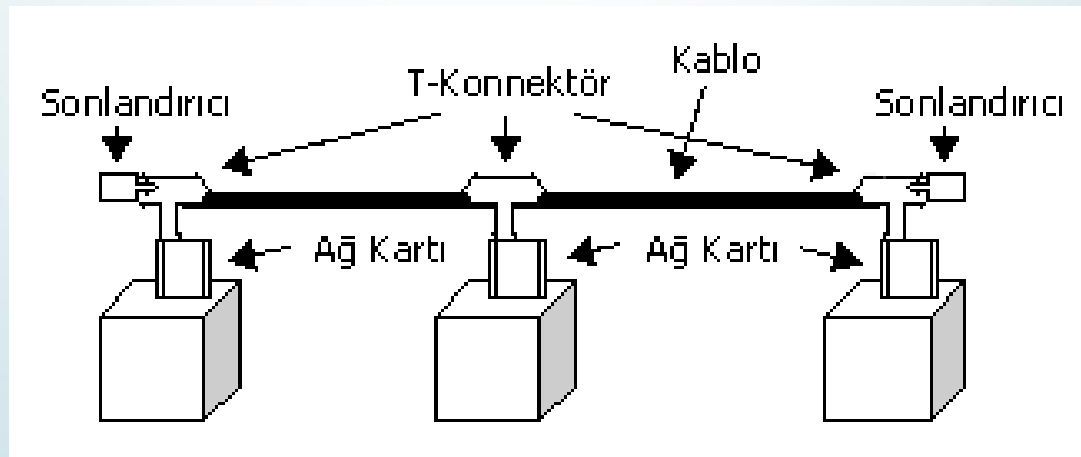 Kablo
T-Konnektör
Sonlandırıcı
Sonlandırıcı
Ağ Kartı
Ağ Kartı